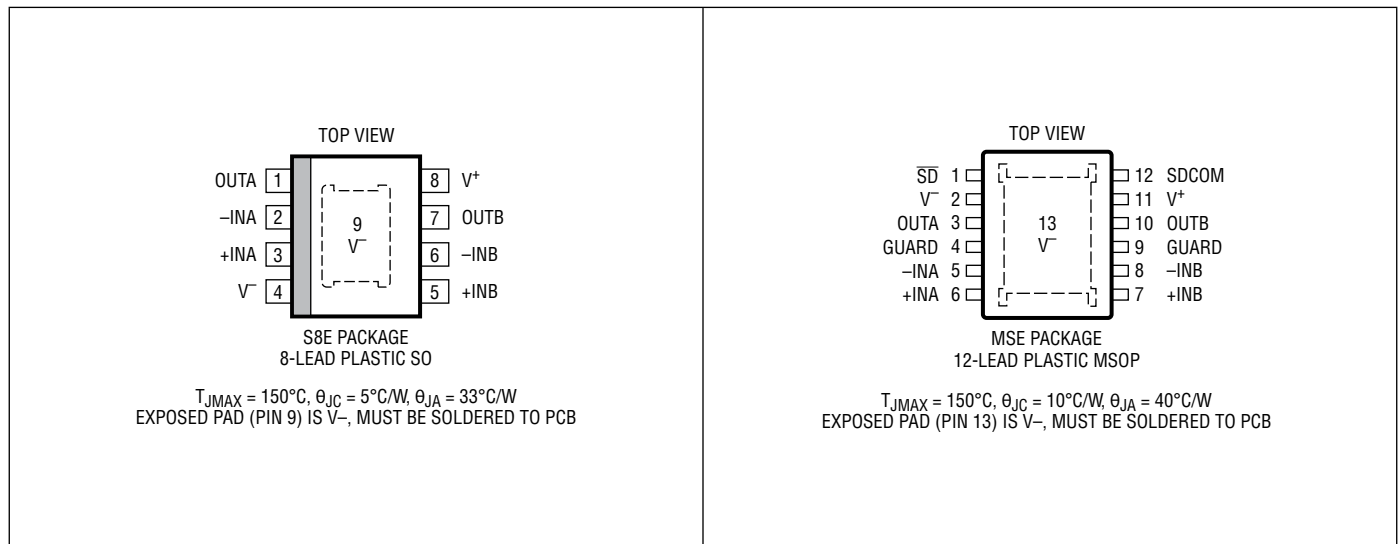 TOP VIEW
OUTA 1
–INA 2
+INA 3
V– 4
8 V+
7 OUTB
6 –INB
5 +INB
9
V–
S8E PACKAGE
8-LEAD PLASTIC SO
TJMAX = 150°C, θJC = 5°C/W, θJA = 33°C/W
EXPOSED PAD (PIN 9) IS V–, MUST BE SOLDERED TO PCB
TOP VIEW
S̅D̅ 1
V– 2
OUTA 3
GUARD 4
–INA 5
+INA 6
12 SDCOM
11 V+
10 OUTB
9 GUARD
8 –INB
7 +INB
13
V–
MSE PACKAGE
12-LEAD PLASTIC MSOP
TJMAX = 150°C, θJC = 10°C/W, θJA = 40°C/W
EXPOSED PAD (PIN 13) IS V–, MUST BE SOLDERED TO PCB